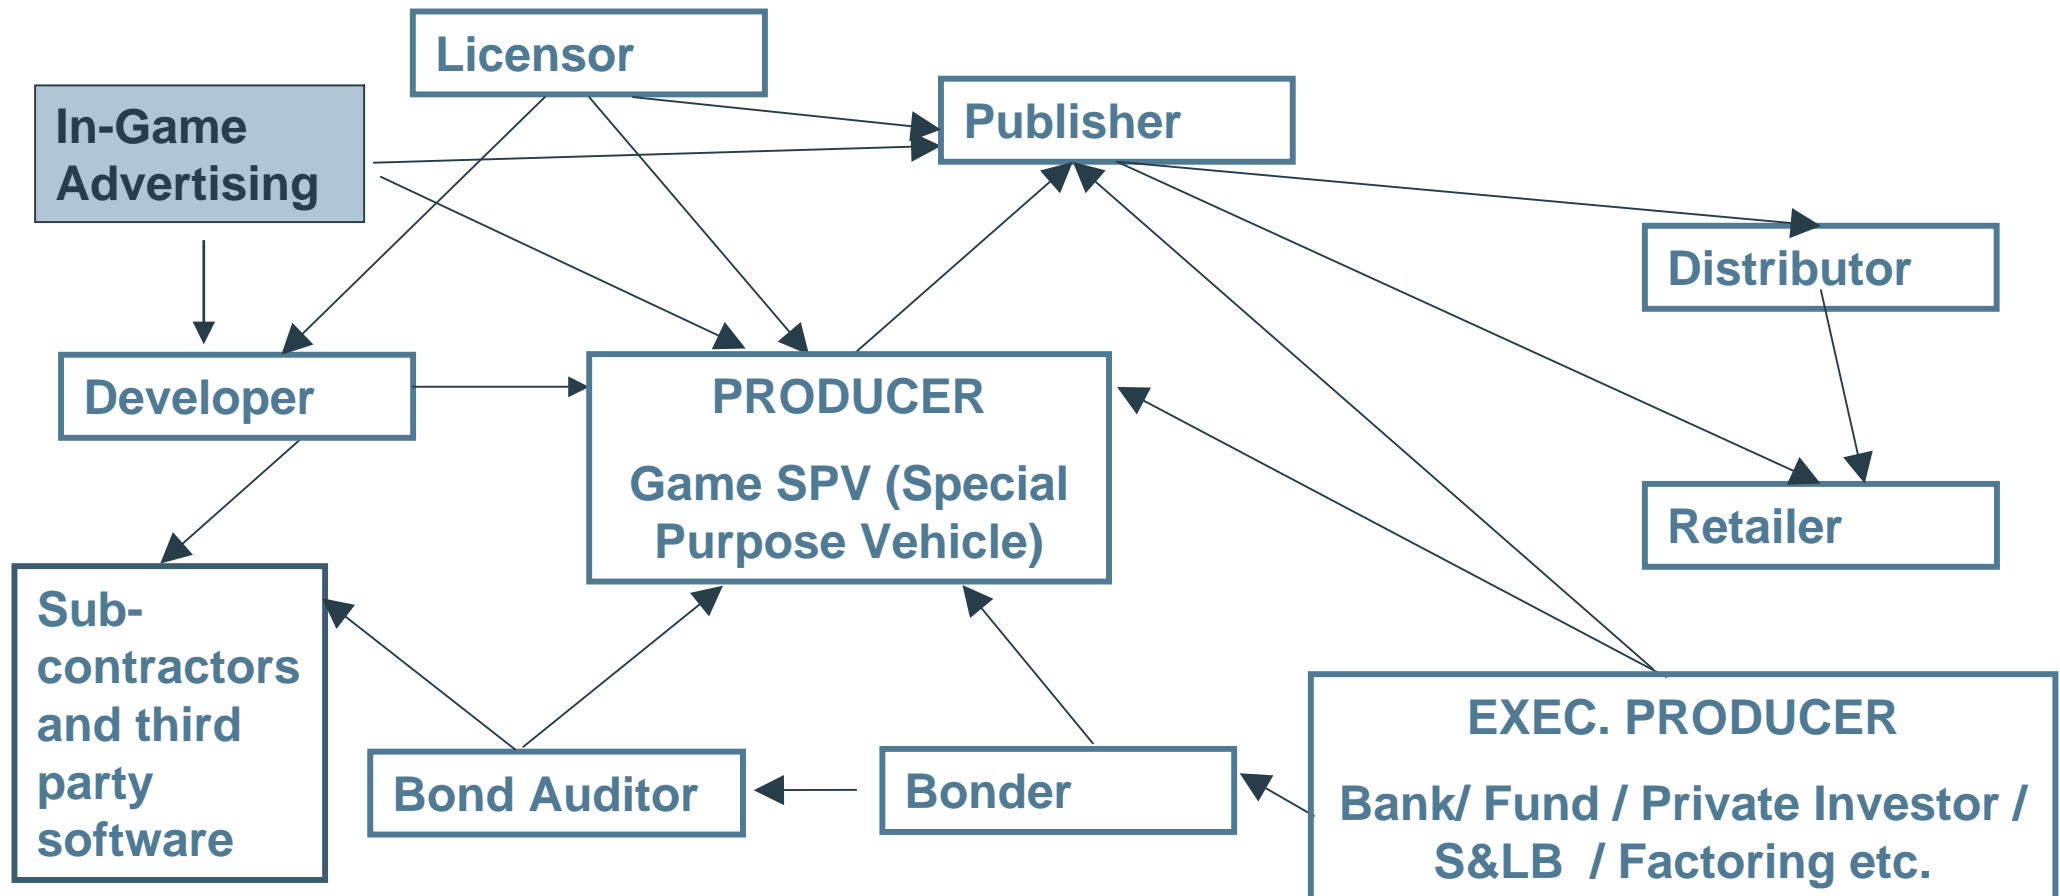 Licensor
In-Game
Advertising
Publisher
Distributor
Developer
PRODUCER
Game SPV (Special
Purpose Vehicle)
Retailer
Sub-
contractors
and third
party
software
Bond Auditor
Bonder
EXEC. PRODUCER
Bank/ Fund / Private Investor /
S&LB / Factoring etc.